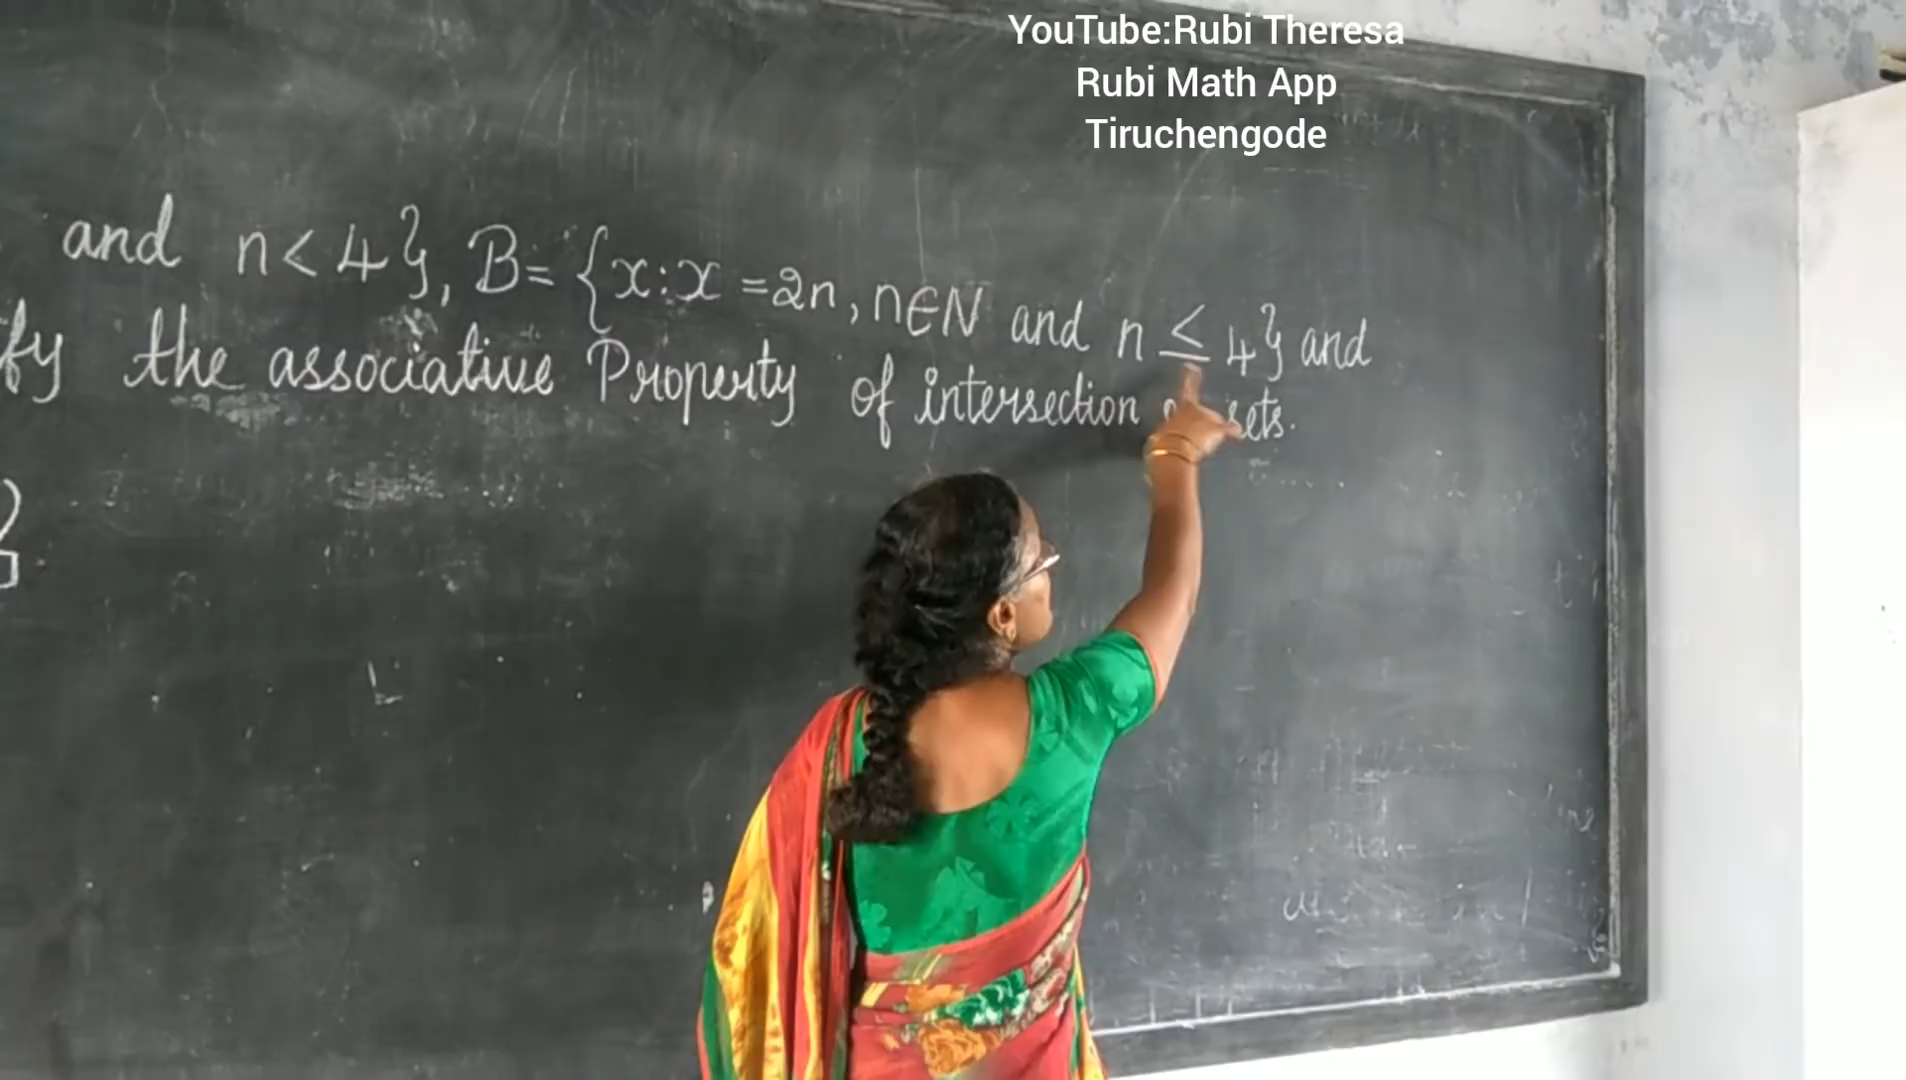 YouTube:Rubi Theresa
Rubi Math App
Tiruchengode
and n < 4}, B = {x : x = 2n, n ∈ N and n ≤ 4} and
fy the associative Property of intersection sets.